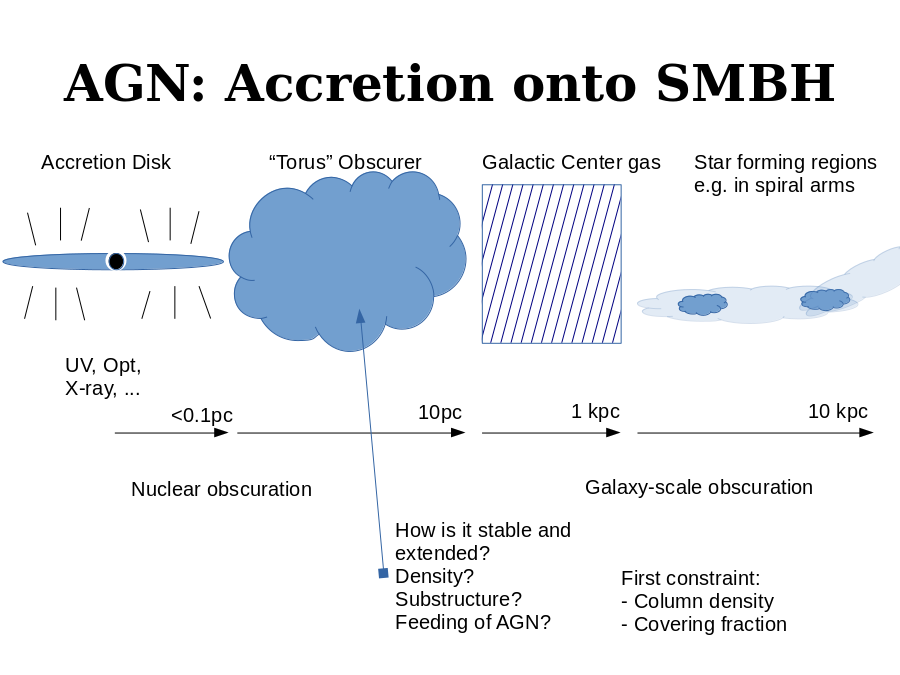 AGN: Accretion onto SMBH
Accretion Disk
“Torus” Obscurer
Galactic Center gas
Star forming regions
e.g. in spiral arms
UV, Opt,
X-ray, ...
<0.1pc
10pc
1 kpc
10 kpc
Nuclear obscuration
Galaxy-scale obscuration
How is it stable and
extended?
Density?
Substructure?
Feeding of AGN?
First constraint:
- Column density
- Covering fraction